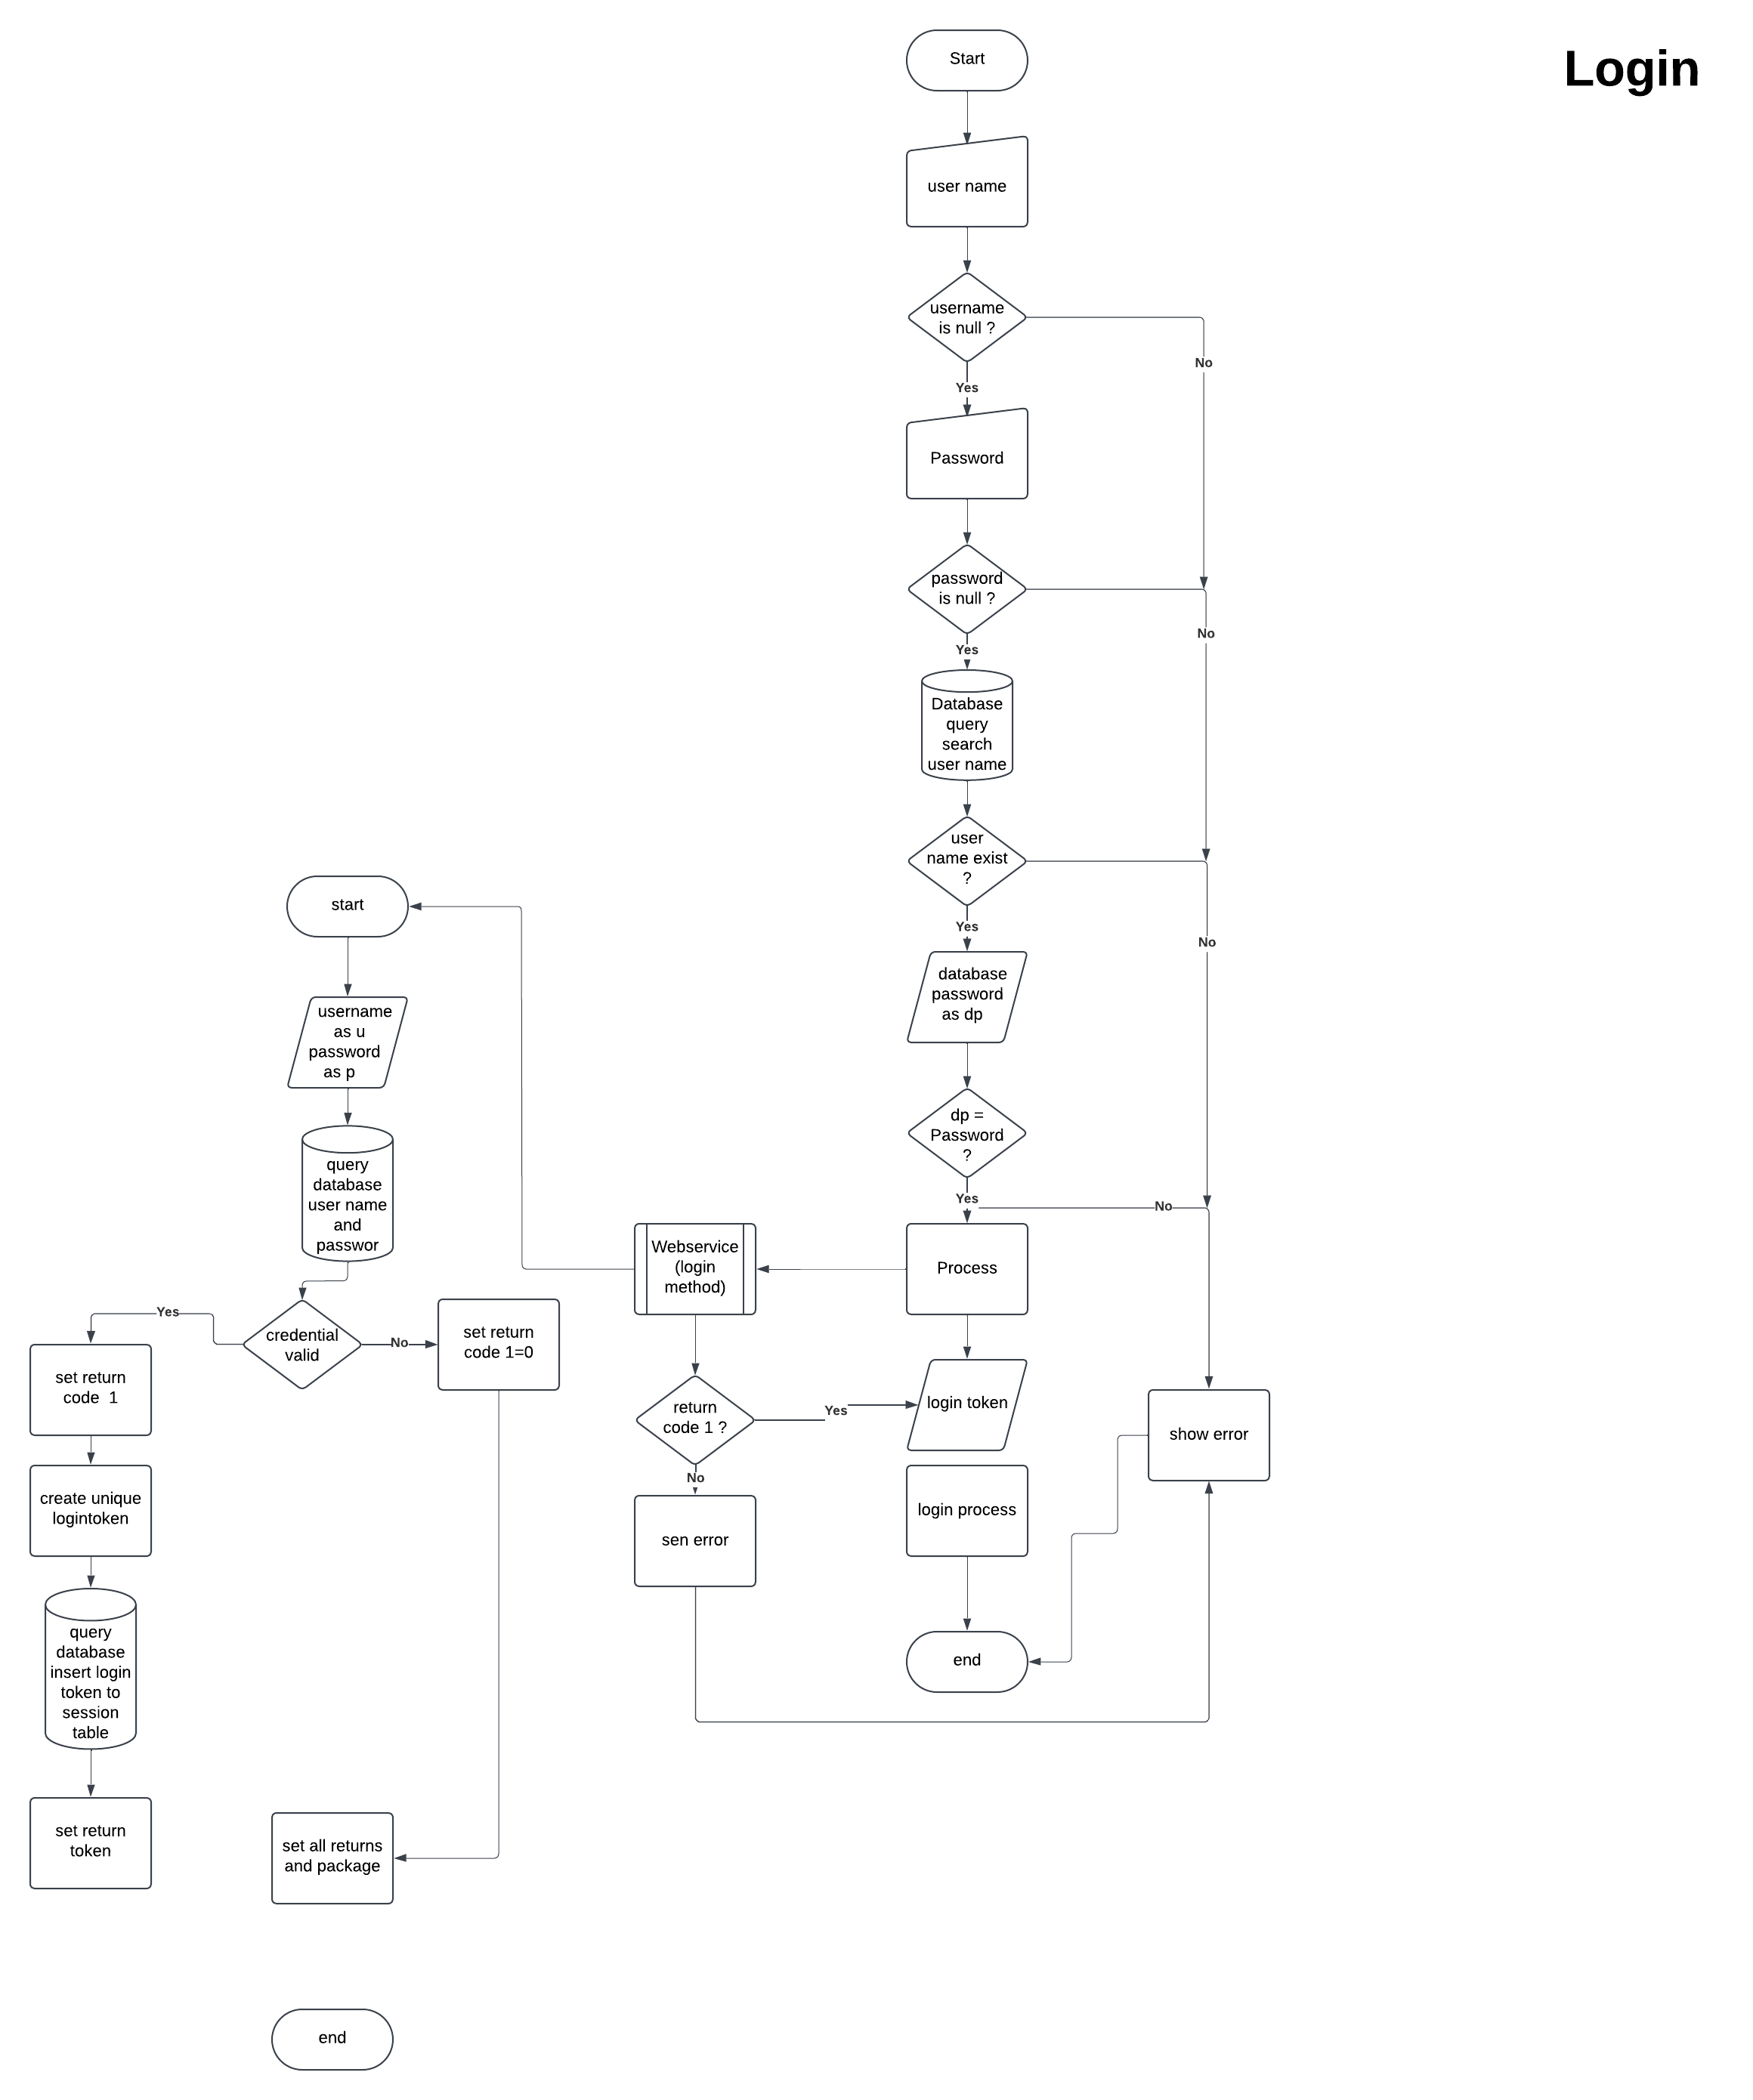 Login
Start
user name
username
is null ?
No
Yes
Password
password
is null ?
No
Yes
Database
query
search
user name
user
name exist
?
No
Yes
database
password
as dp
dp =
Password
?
Yes
No
Process
Webservice
(login
method)
return
code 1 ?
Yes
No
login token
show error
login process
sen error
end
start
username
as u
password
as p
query
database
user name
and
passwor
credential
valid
Yes
No
set return
code 1=0
set return
code 1
create unique
logintoken
query
database
insert login
token to
session
table
set return
token
set all returns
and package
end